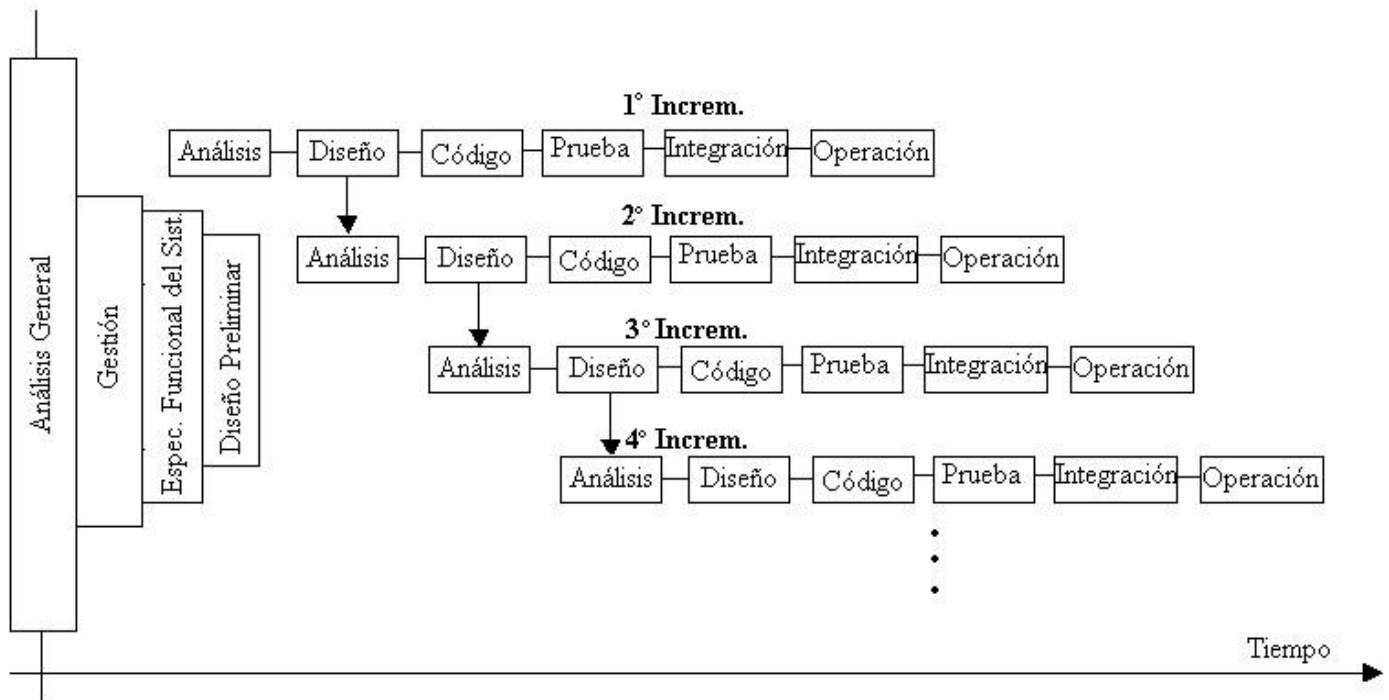 Análisis General
Gestión
Espec. Funcional del Sist.
Diseño Preliminar
1° Increm.
Análisis Diseño Código Prueba Integración Operación
2° Increm.
Análisis Diseño Código Prueba Integración Operación
3° Increm.
Análisis Diseño Código Prueba Integración Operación
4° Increm.
Análisis Diseño Código Prueba Integración Operación
Tiempo